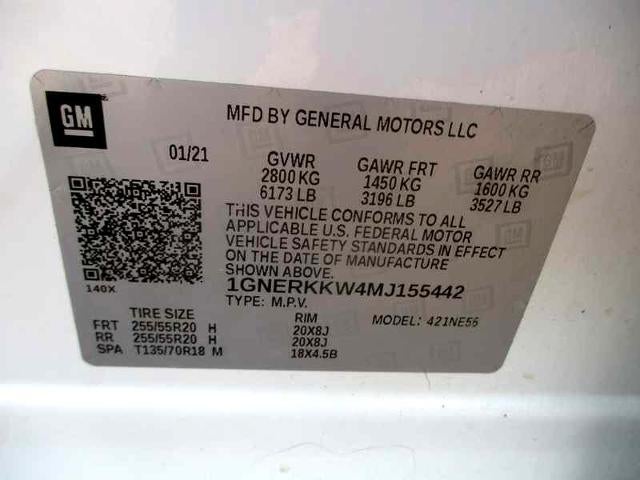 GM
MFD BY GENERAL MOTORS LLC
01/21
GVWR GAWR FRT GAWR RR
2800 KG 1450 KG 1600 KG
6173 LB 3196 LB 3527 LB
THIS VEHICLE CONFORMS TO ALL
APPLICABLE U.S. FEDERAL MOTOR
VEHICLE SAFETY STANDARDS IN EFFECT
ON THE DATE OF MANUFACTURE
SHOWN ABOVE.
140X
1GNERKKW4MJ155442
TYPE: M.P.V. MODEL: 421NE56
TIRE SIZE RIM
FRT 255/55R20 H 20X8J
RR 255/55R20 H 20X8J
SPA T135/70R18 M 18X4.5B